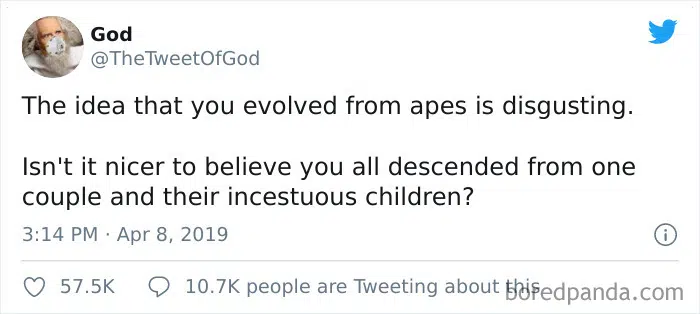 God
@TheTweetOfGod
The idea that you evolved from apes is disgusting.
Isn't it nicer to believe you all descended from one
couple and their incestuous children?
3:14 PM · Apr 8, 2019
57.5K 10.7K people are Tweeting about this
boredpanda.com